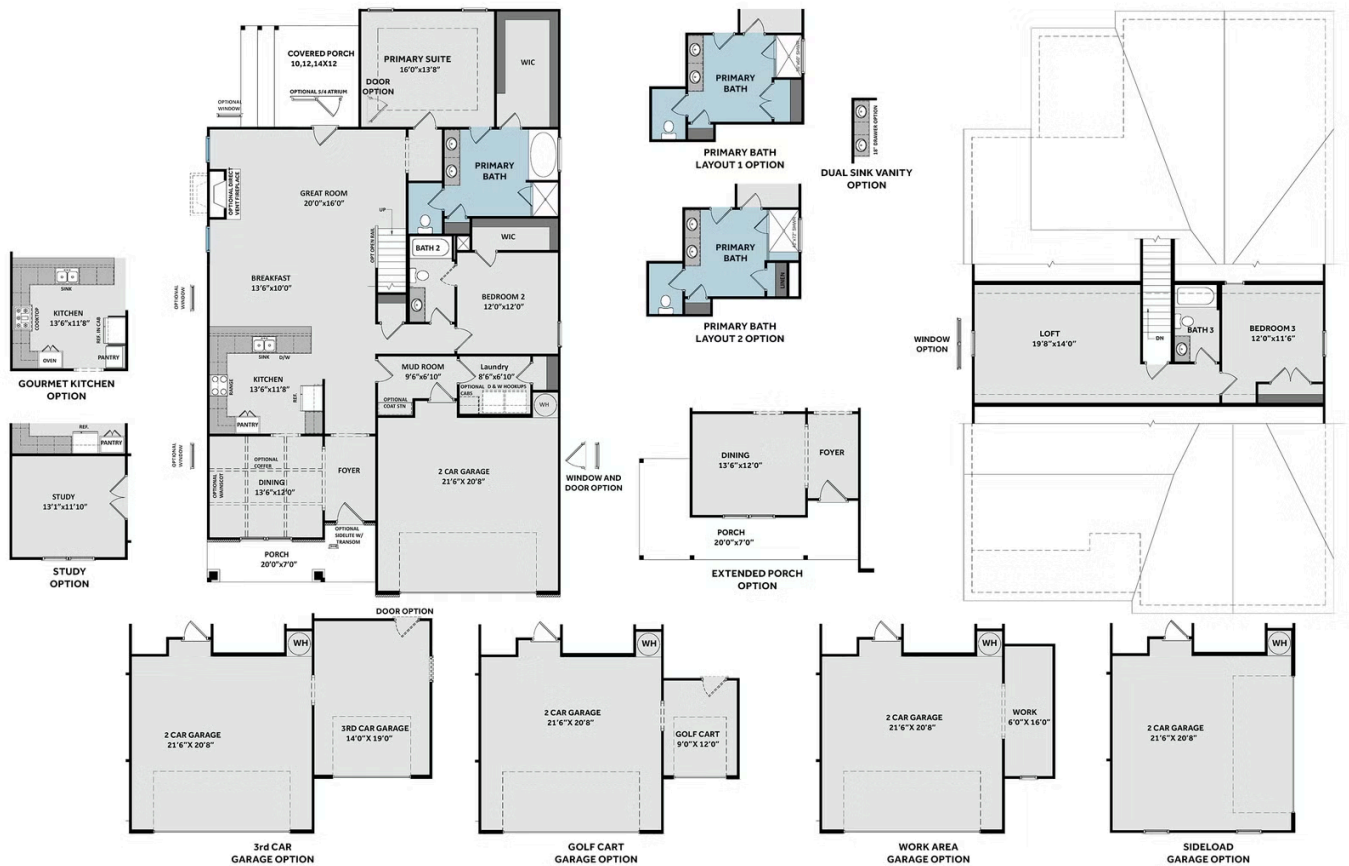 COVERED PORCH
10,12,14X12
OPTIONAL 3/4 ATRIUM
OPTIONAL
WINDOW
PRIMARY SUITE
16'0"x13'8"
DOOR
OPTION
WIC
PRIMARY
BATH
GREAT ROOM
20'0"x16'0"
OPTIONAL DIRECT
VENT FIREPLACE
UP
OPT OPEN RAIL
BATH 2
WIC
BREAKFAST
13'6"x10'0"
OPTIONAL
WINDOW
BEDROOM 2
12'0"x12'0"
SINK
D/W
KITCHEN
13'6"x11'8"
RANGE
REF.
PANTRY
MUD ROOM
9'6"x6'10"
OPTIONAL
COAT STN
Laundry
8'6"x6'10"
OPTIONAL
CABS
D & W HOOKUPS
WH
OPTIONAL
WINDOW
OPTIONAL
COFFER
OPTIONAL
WAINSCOT
DINING
13'6"x12'0"
FOYER
2 CAR GARAGE
21'6"X 20'8"
OPTIONAL
SIDELITE W/
TRANSOM
PORCH
20'0"x7'0"
WINDOW AND
DOOR OPTION
SINK
COOKTOP
KITCHEN
13'6"x11'8"
REF. IN CAB
OVEN
PANTRY
GOURMET KITCHEN
OPTION
REF.
PANTRY
STUDY
13'1"x11'10"
STUDY
OPTION
PRIMARY
BATH
PRIMARY BATH
LAYOUT 1 OPTION
18" DRAWER OPTION
DUAL SINK VANITY
OPTION
PRIMARY
BATH
LINEN
PRIMARY BATH
LAYOUT 2 OPTION
DINING
13'6"x12'0"
FOYER
PORCH
20'0"x7'0"
EXTENDED PORCH
OPTION
WINDOW
OPTION
LOFT
19'8"x14'0"
DN
BATH 3
BEDROOM 3
12'0"x11'6"
2 CAR GARAGE
21'6"X 20'8"
WH
DOOR OPTION
3RD CAR GARAGE
14'0"X 19'0"
3rd CAR
GARAGE OPTION
2 CAR GARAGE
21'6"X 20'8"
WH
GOLF CART
9'0"X 12'0"
GOLF CART
GARAGE OPTION
2 CAR GARAGE
21'6"X 20'8"
WH
WORK
6'0"X 16'0"
WORK AREA
GARAGE OPTION
2 CAR GARAGE
21'6"X 20'8"
WH
SIDELOAD
GARAGE OPTION